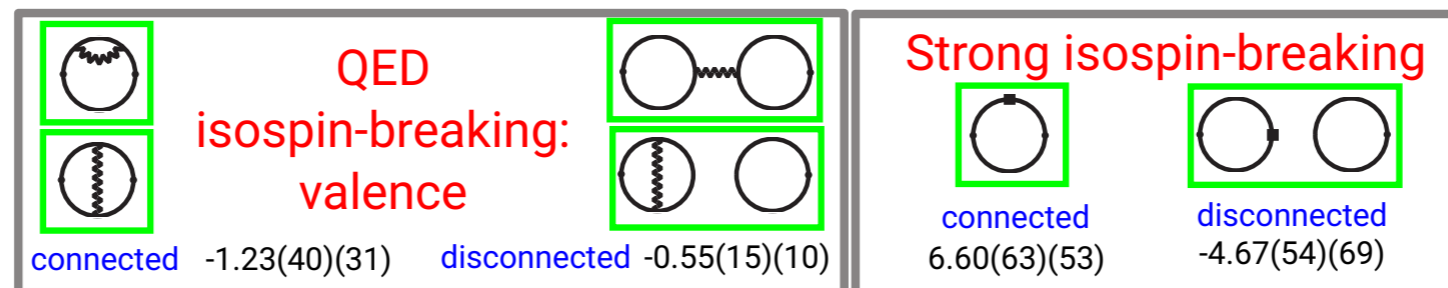 QED
isospin-breaking:
valence
connected -1.23(40)(31) disconnected -0.55(15)(10)
Strong isospin-breaking
connected
6.60(63)(53)
disconnected
-4.67(54)(69)